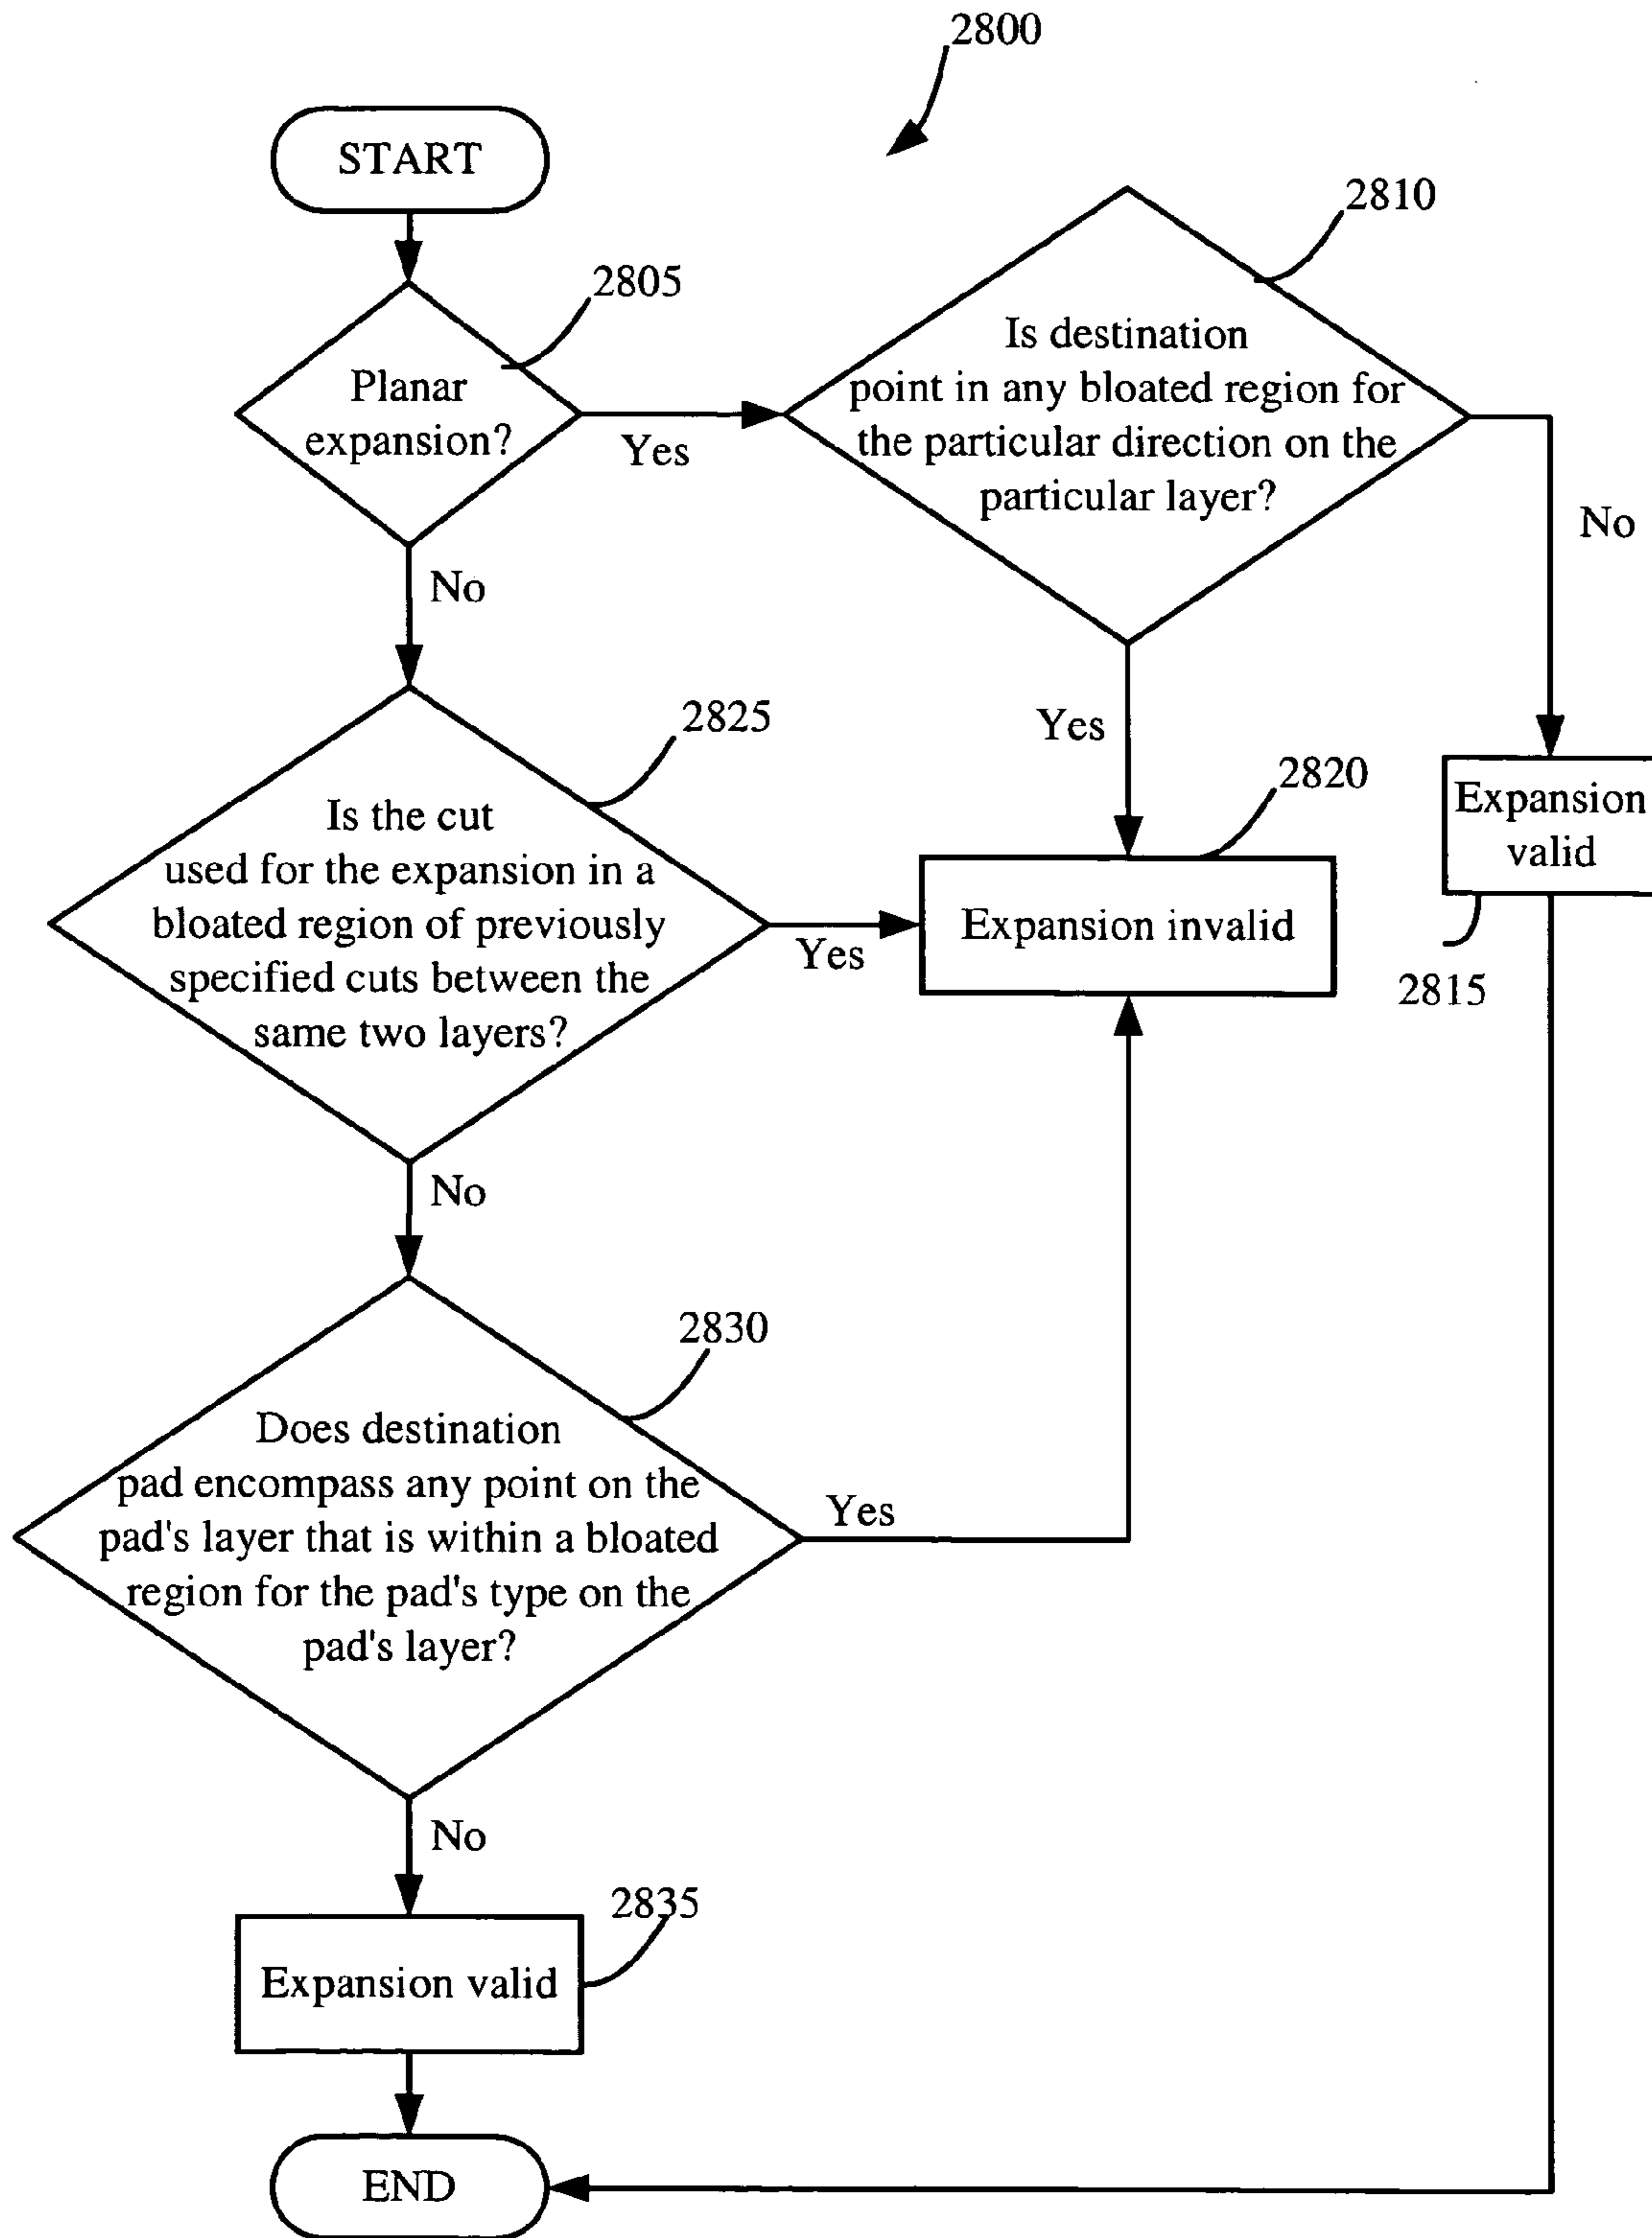 2800
START
2810
2805
Is destination
point in any bloated region for
the particular direction on the
particular layer?
Planar
expansion?
Yes
No
No
2825
Yes
2820
Expansion
valid
2815
Is the cut
used for the expansion in a
bloated region of previously
specified cuts between the
same two layers?
Yes
Expansion invalid
No
2830
Does destination
pad encompass any point on the
pad's layer that is within a bloated
region for the pad's type on the
pad's layer?
Yes
No
2835
Expansion valid
END